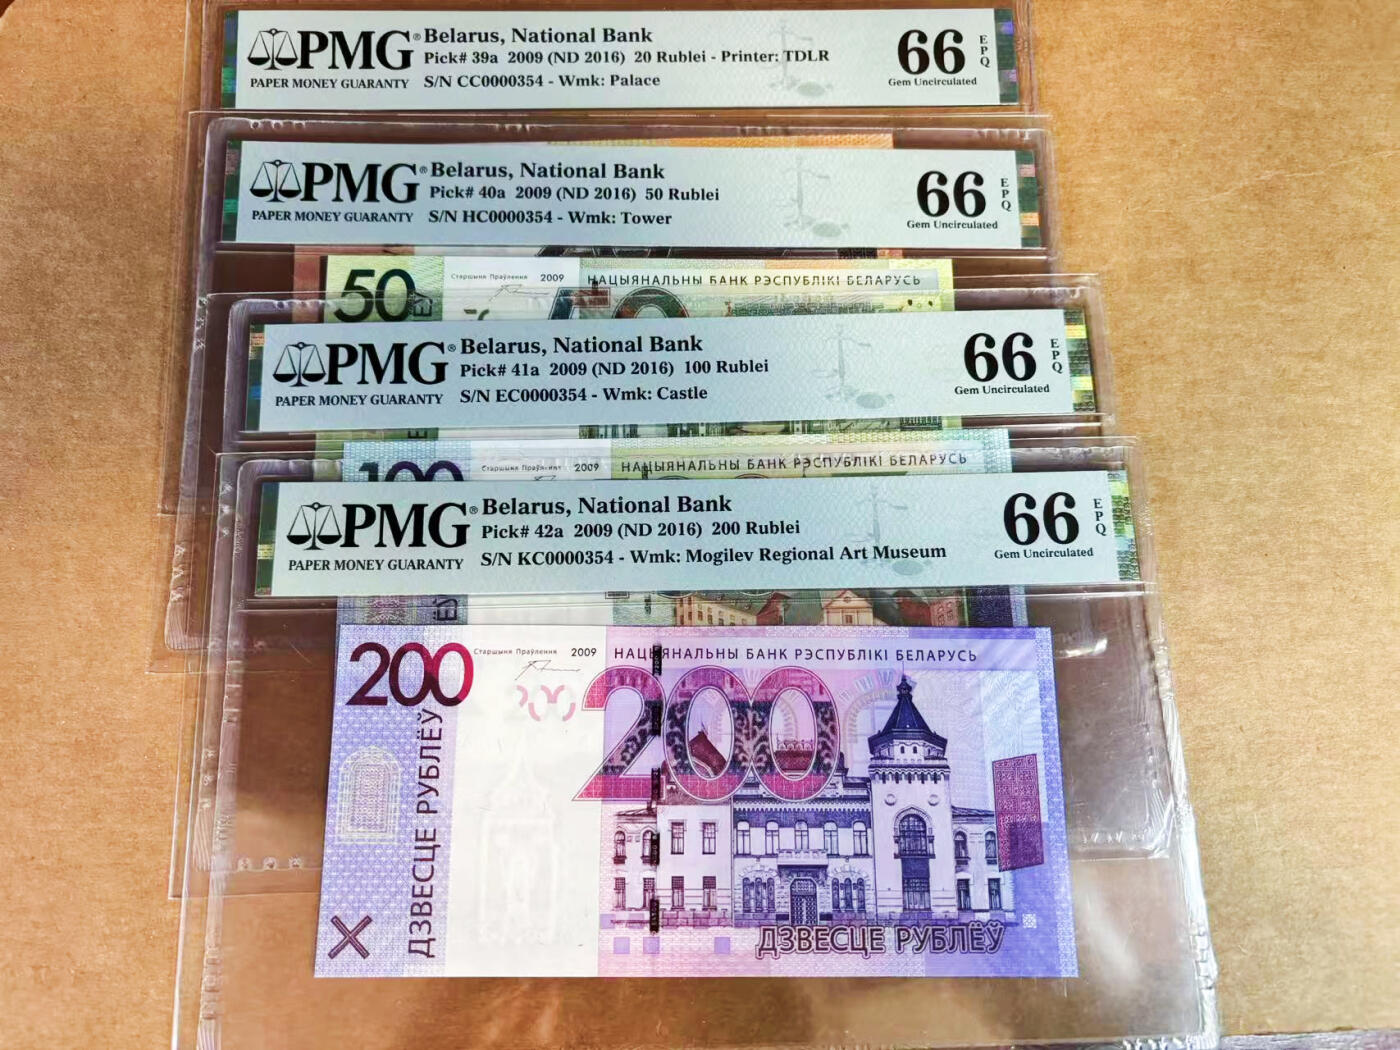 PMG® Belarus, National Bank
Pick# 39a 2009 (ND 2016) 20 Rublei - Printer: TDLR
PAPER MONEY GUARANTY S/N CC0000354 - Wmk: Palace
66 EPQ
Gem Uncirculated
PMG® Belarus, National Bank
Pick# 40a 2009 (ND 2016) 50 Rublei
PAPER MONEY GUARANTY S/N HC0000354 - Wmk: Tower
66 EPQ
Gem Uncirculated
50 Старшыня Праўлення 2009 НАЦЫЯНАЛЬНЫ БАНК РЭСПУБЛІКІ БЕЛАРУСЬ
50
PMG® Belarus, National Bank
Pick# 41a 2009 (ND 2016) 100 Rublei
PAPER MONEY GUARANTY S/N EC0000354 - Wmk: Castle
66 EPQ
Gem Uncirculated
100 Старшыня Праўлення 2009 НАЦЫЯНАЛЬНЫ БАНК РЭСПУБЛІКІ БЕЛАРУСЬ
PMG® Belarus, National Bank
Pick# 42a 2009 (ND 2016) 200 Rublei
PAPER MONEY GUARANTY S/N KC0000354 - Wmk: Mogilev Regional Art Museum
66 EPQ
Gem Uncirculated
200 Старшыня Праўлення 2009 НАЦЫЯНАЛЬНЫ БАНК РЭСПУБЛІКІ БЕЛАРУСЬ
200
ДЗВЕСЦЕ РУБЛЁЎ
ДЗВЕСЦЕ РУБЛЁЎ